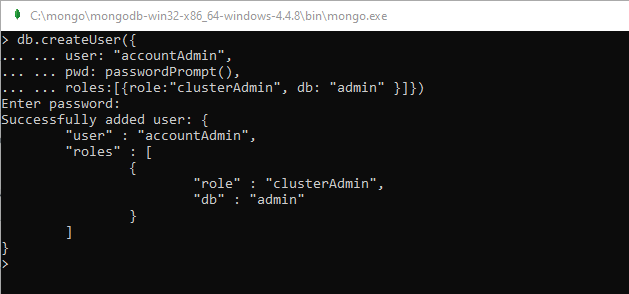 C:\mongo\mongodb-win32-x86_64-windows-4.4.8\bin\mongo.exe
> db.createUser({
... ... user: "accountAdmin",
... ... pwd: passwordPrompt(),
... ... roles:[{role:"clusterAdmin", db: "admin" }]})
Enter password:
Successfully added user: {
        "user" : "accountAdmin",
        "roles" : [
                {
                        "role" : "clusterAdmin",
                        "db" : "admin"
                }
        ]
}
>